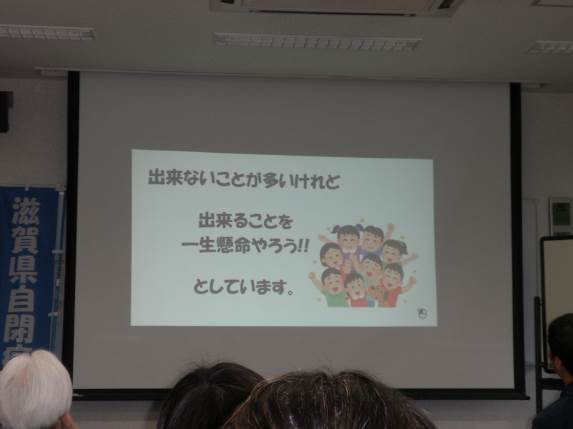 出来ないことが多いけれど
出来ることを
一生懸命やろう!!
としています。
滋賀県自閉